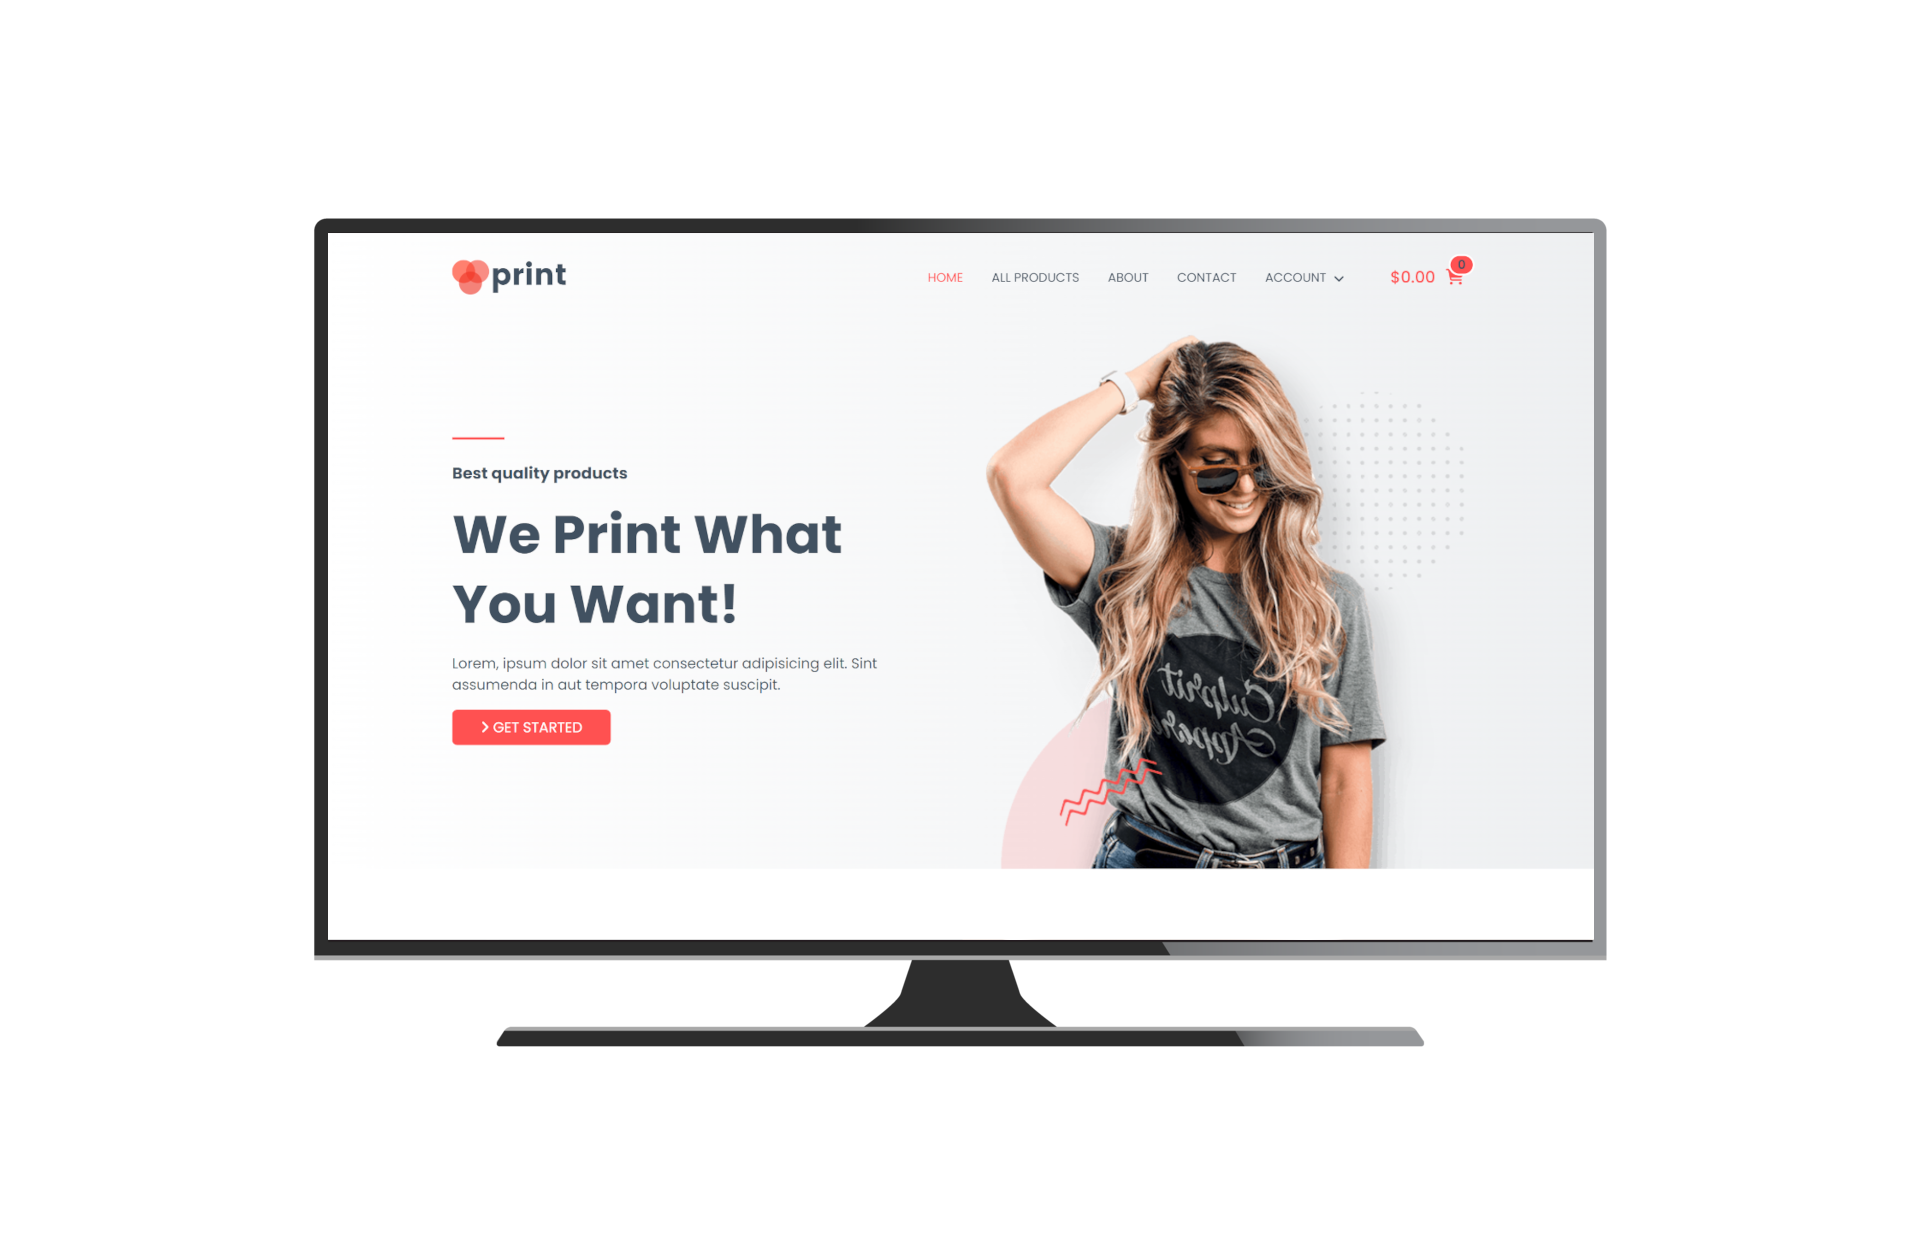 print
HOME ALL PRODUCTS ABOUT CONTACT ACCOUNT $0.00 0
Best quality products
We Print What
You Want!
Lorem, ipsum dolor sit amet consectetur adipisicing elit. Sint
assumenda in aut tempora voluptate suscipit.
GET STARTED
Culprit
Appare